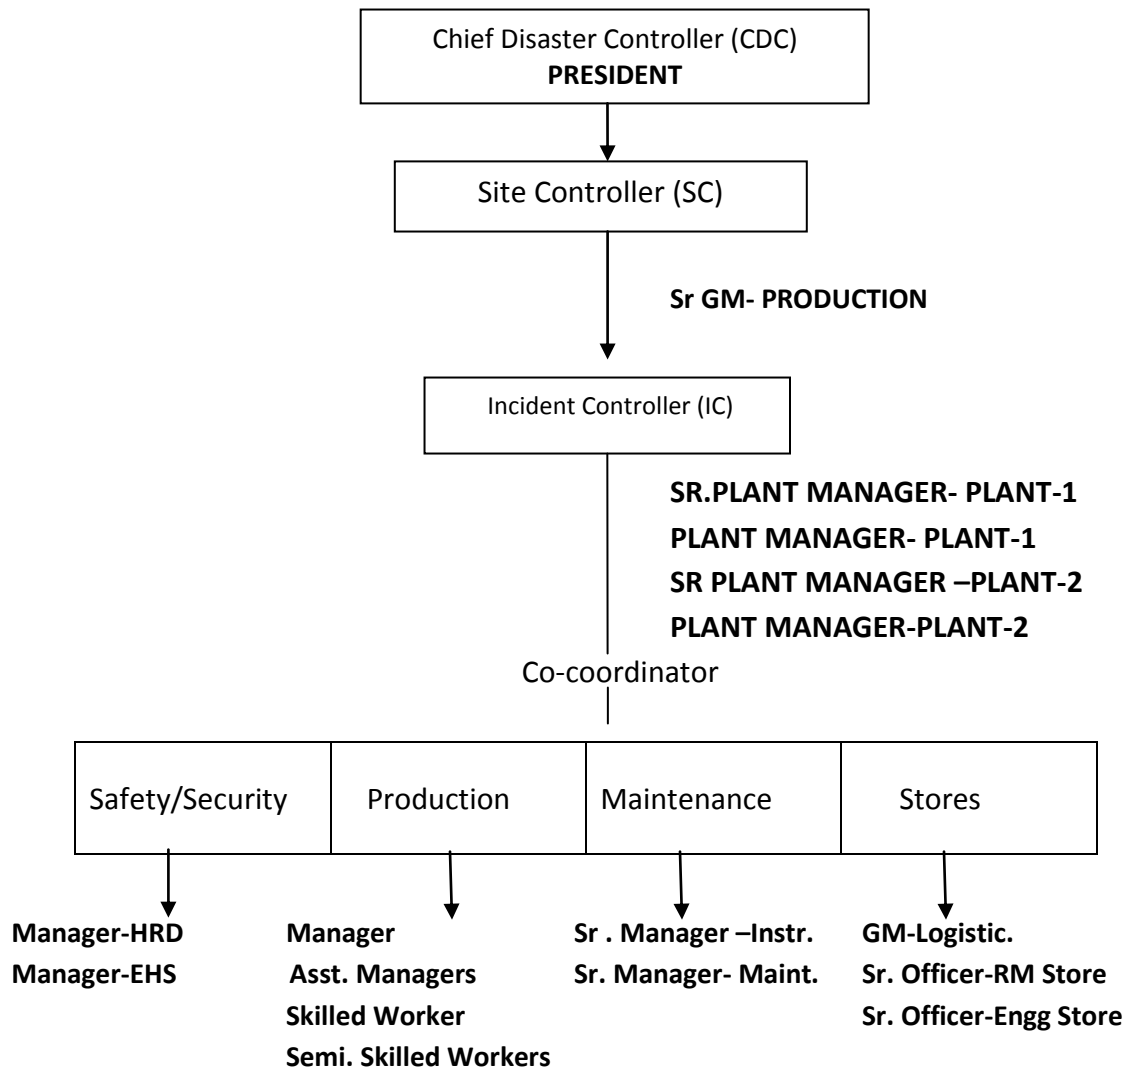 Chief Disaster Controller (CDC)
PRESIDENT
Site Controller (SC)
Sr GM- PRODUCTION
Incident Controller (IC)
SR.PLANT MANAGER- PLANT-1
PLANT MANAGER- PLANT-1
SR PLANT MANAGER –PLANT-2
PLANT MANAGER-PLANT-2
Co-coordinator
Safety/Security
Production
Maintenance
Stores
Manager-HRD
Manager-EHS
Manager
Asst. Managers
Skilled Worker
Semi. Skilled Workers
Sr . Manager –Instr.
Sr. Manager- Maint.
GM-Logistic.
Sr. Officer-RM Store
Sr. Officer-Engg Store